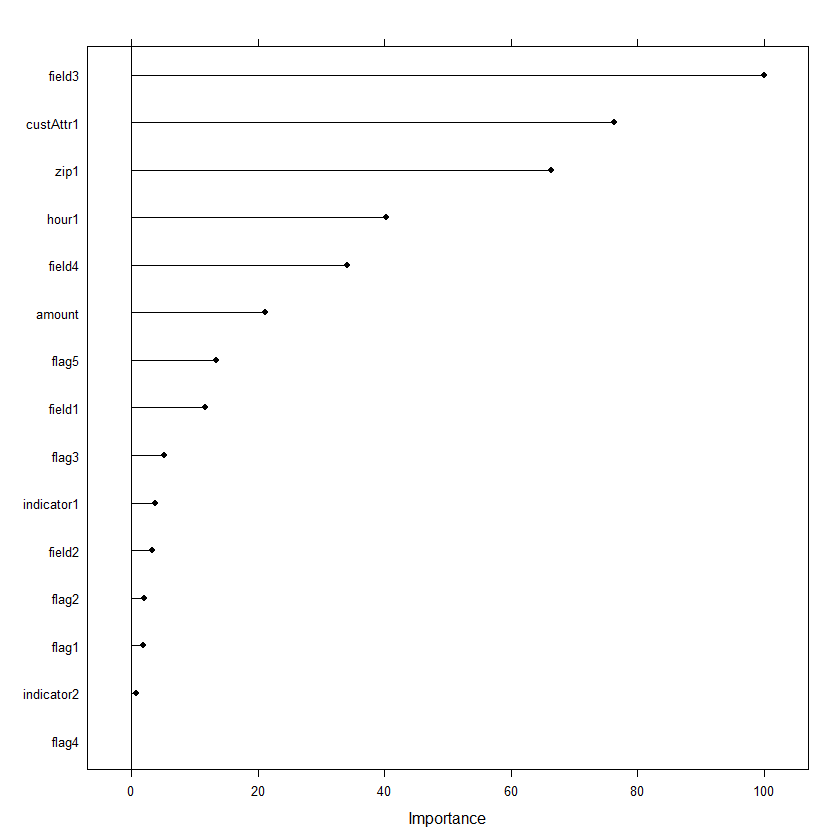 field3
custAttr1
zip1
hour1
field4
amount
flag5
field1
flag3
indicator1
field2
flag2
flag1
indicator2
flag4
0 20 40 60 80 100
Importance